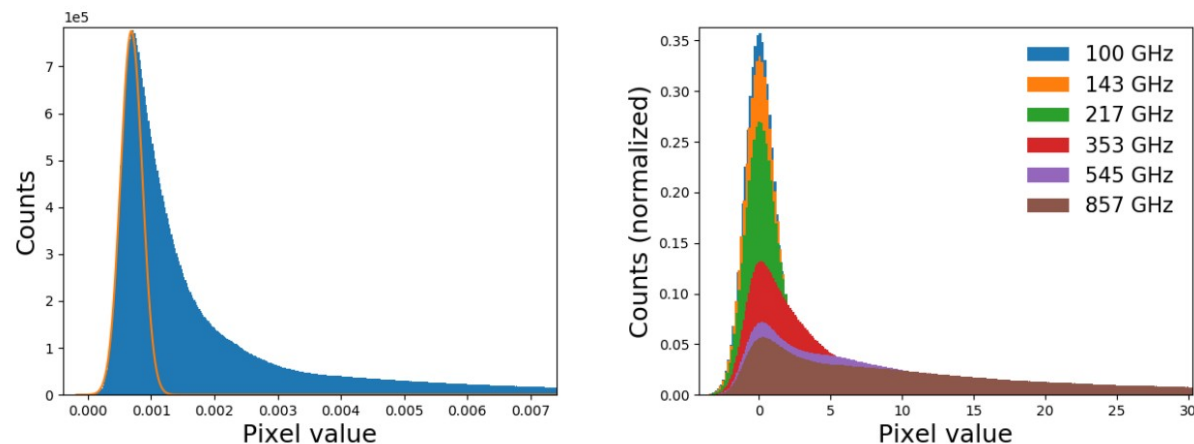 1e5
7
6
5
4
3
2
1
0
Counts
0.000 0.001 0.002 0.003 0.004 0.005 0.006 0.007
Pixel value
0.35
0.30
0.25
0.20
0.15
0.10
0.05
0.00
Counts (normalized)
100 GHz
143 GHz
217 GHz
353 GHz
545 GHz
857 GHz
0 5 10 15 20 25 30
Pixel value